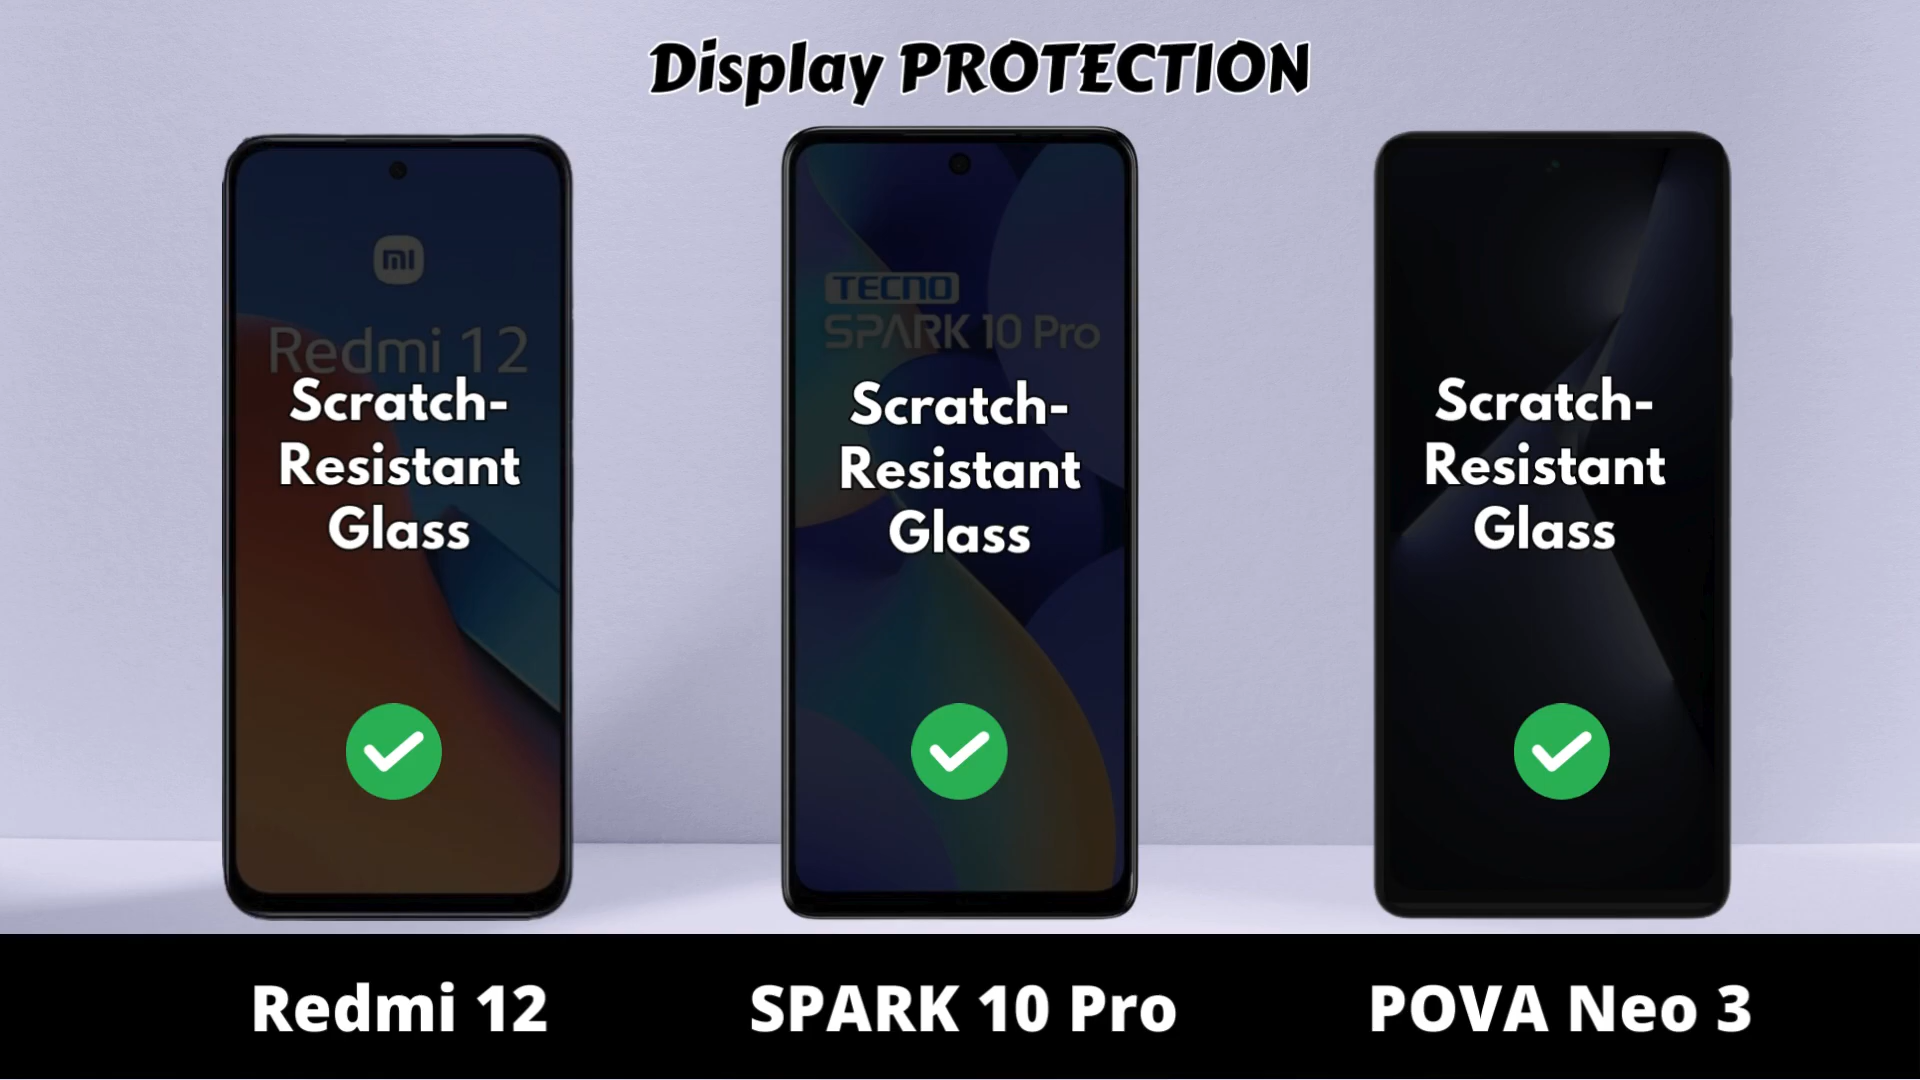 Display PROTECTION
mi
Redmi 12
Scratch-
Resistant
Glass
TECNO
SPARK 10 Pro
Scratch-
Resistant
Glass
Scratch-
Resistant
Glass
Redmi 12
SPARK 10 Pro
POVA Neo 3